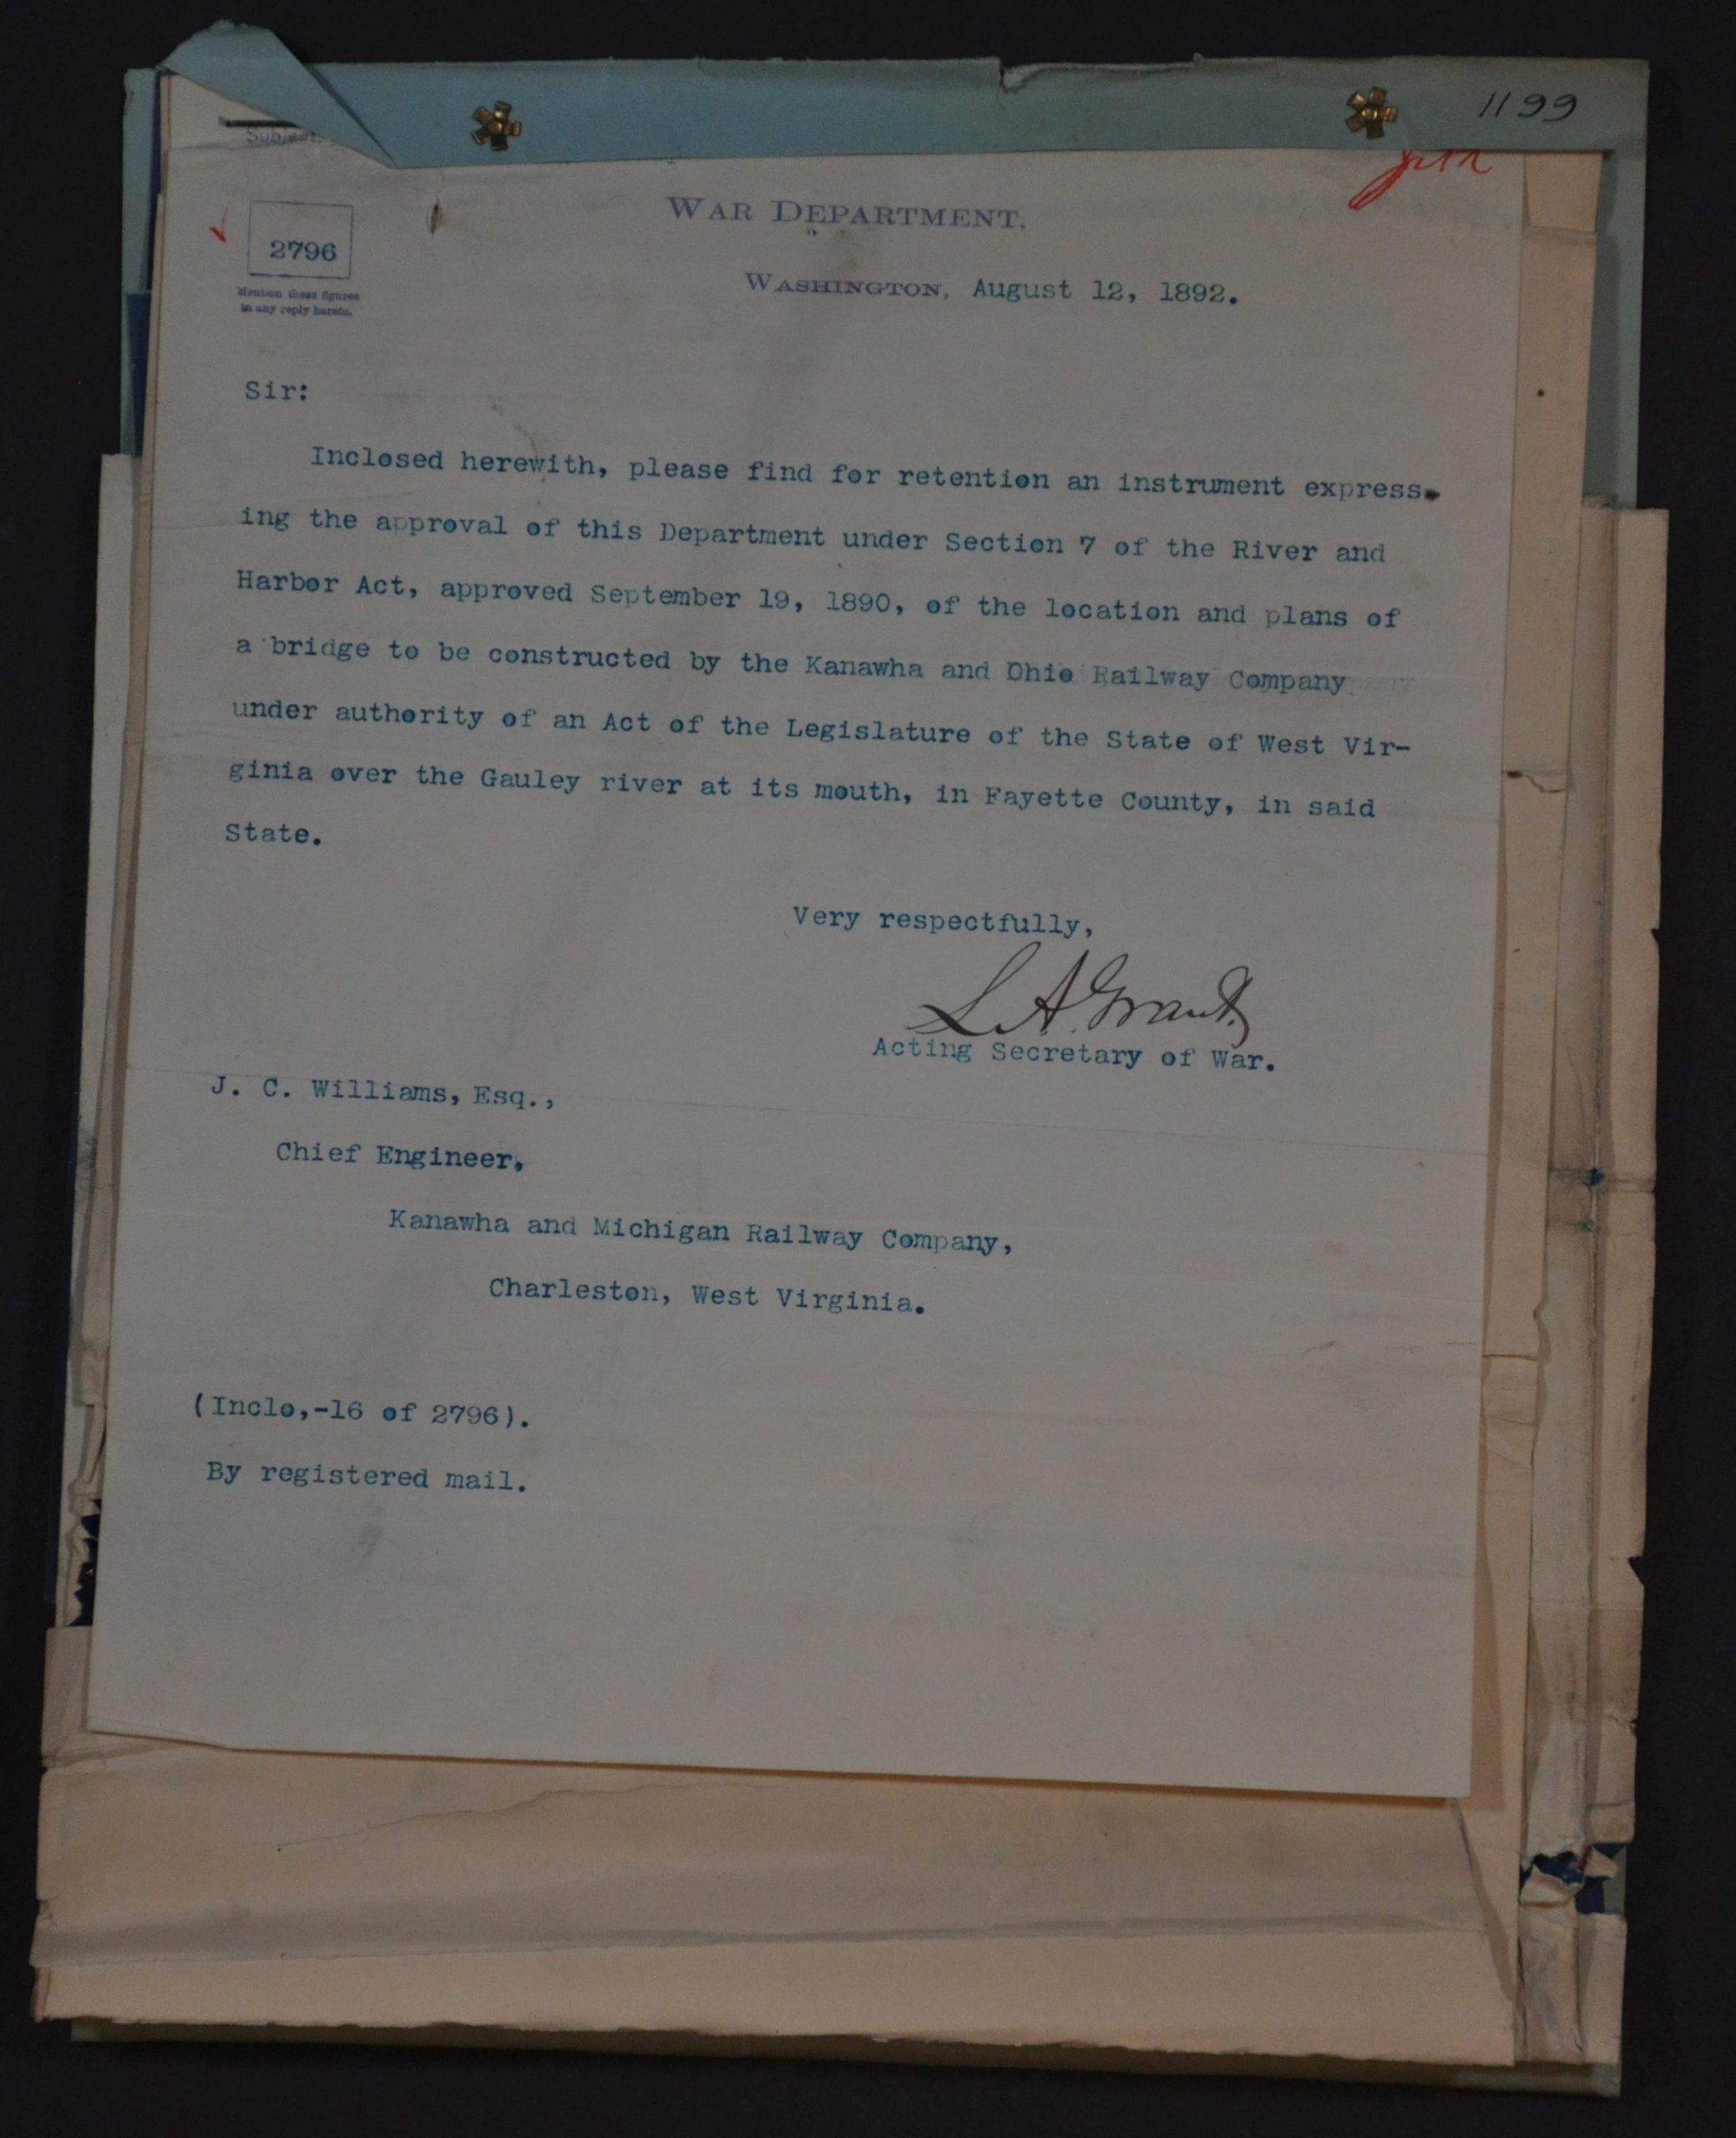 1199
Subject.
WAR DEPARTMENT,
2796
Mention these figures
in any reply hereto.
WASHINGTON, August 12, 1892.
Sir:
Inclosed herewith, please find for retention an instrument express-
ing the approval of this Department under Section 7 of the River and
Harbor Act, approved September 19, 1890, of the location and plans of
a bridge to be constructed by the Kanawha and Ohio Railway Company
under authority of an Act of the Legislature of the State of West Vir-
ginia over the Gauley river at its mouth, in Fayette County, in said
State.
Very respectfully,
L. A. Grant
Acting Secretary of War.
J. C. Williams, Esq.,
Chief Engineer,
Kanawha and Michigan Railway Company,
Charleston, West Virginia.
(Inclo,-16 of 2796).
By registered mail.